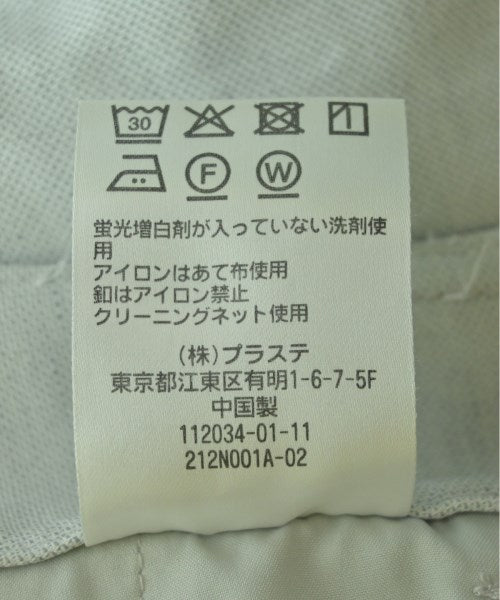 30
F W
蛍光増白剤が入っていない洗剤使
用
アイロンはあて布使用
釦はアイロン禁止
クリーニングネット使用
(株)プラステ
東京都江東区有明1-6-7-5F
中国製
112034-01-11
212N001A-02